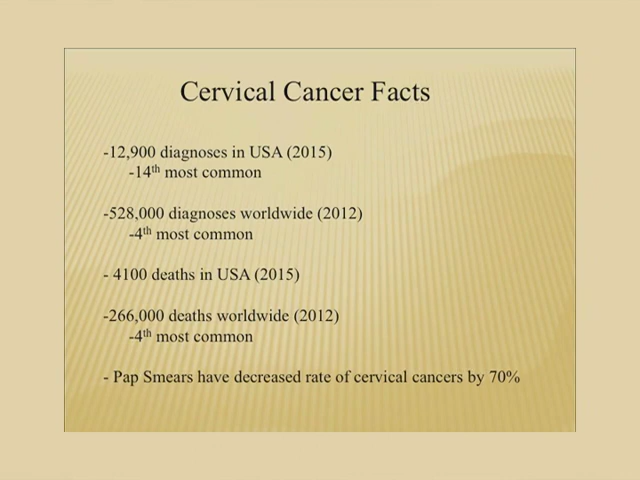 Cervical Cancer Facts
-12,900 diagnoses in USA (2015)
-14th most common
-528,000 diagnoses worldwide (2012)
-4th most common
- 4100 deaths in USA (2015)
-266,000 deaths worldwide (2012)
-4th most common
- Pap Smears have decreased rate of cervical cancers by 70%